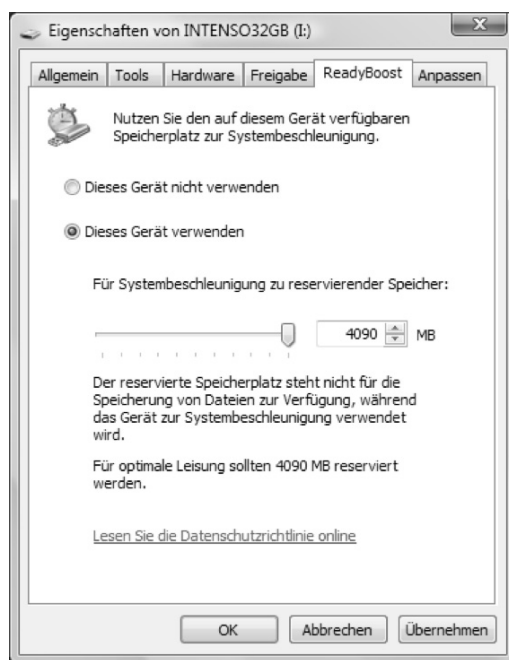 Eigenschaften von INTENSO32GB (I:)
Allgemein Tools Hardware Freigabe ReadyBoost Anpassen
Nutzen Sie den auf diesem Gerät verfügbaren
Speicherplatz zur Systembeschleunigung.
Dieses Gerät nicht verwenden
Dieses Gerät verwenden
Für Systembeschleunigung zu reservierender Speicher:
4090 MB
Der reservierte Speicherplatz steht nicht für die
Speicherung von Dateien zur Verfügung, während
das Gerät zur Systembeschleunigung verwendet
wird.
Für optimale Leisung sollten 4090 MB reserviert
werden.
Lesen Sie die Datenschutzrichtlinie online
OK Abbrechen Übernehmen